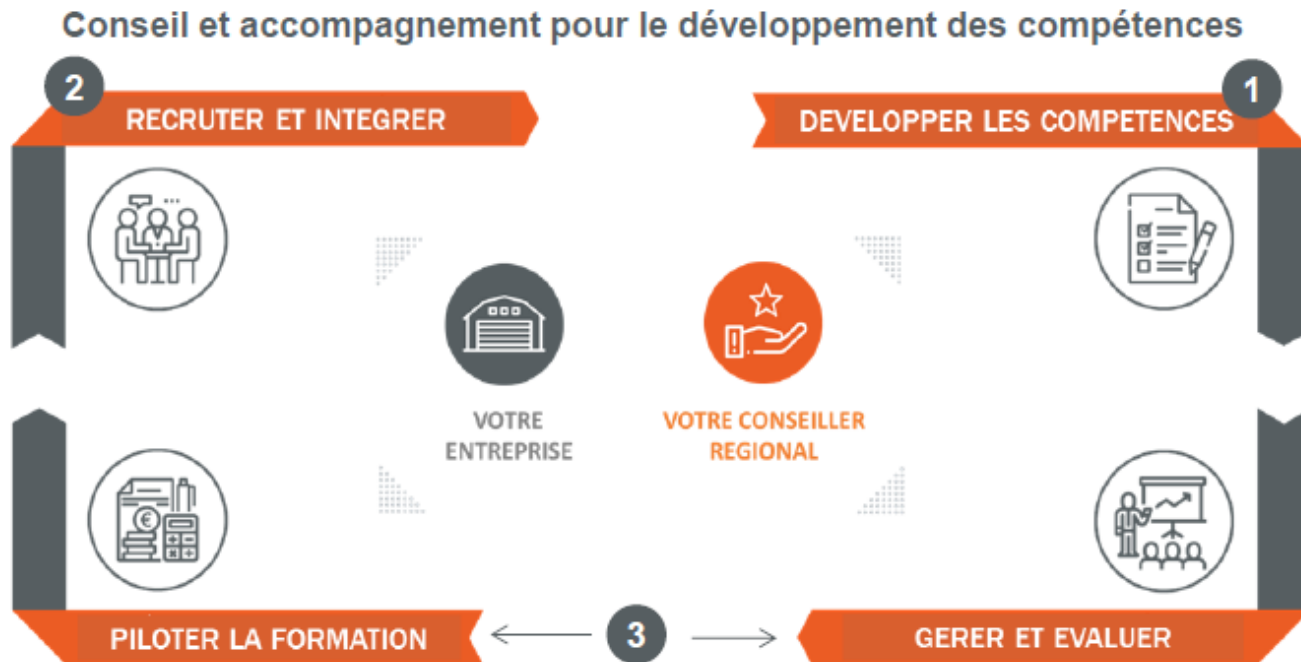 Conseil et accompagnement pour le développement des compétences
2
RECRUTER ET INTEGRER
1
DEVELOPPER LES COMPETENCES
VOTRE
ENTREPRISE
VOTRE CONSEILLER
REGIONAL
€
PILOTER LA FORMATION
3
GERER ET EVALUER